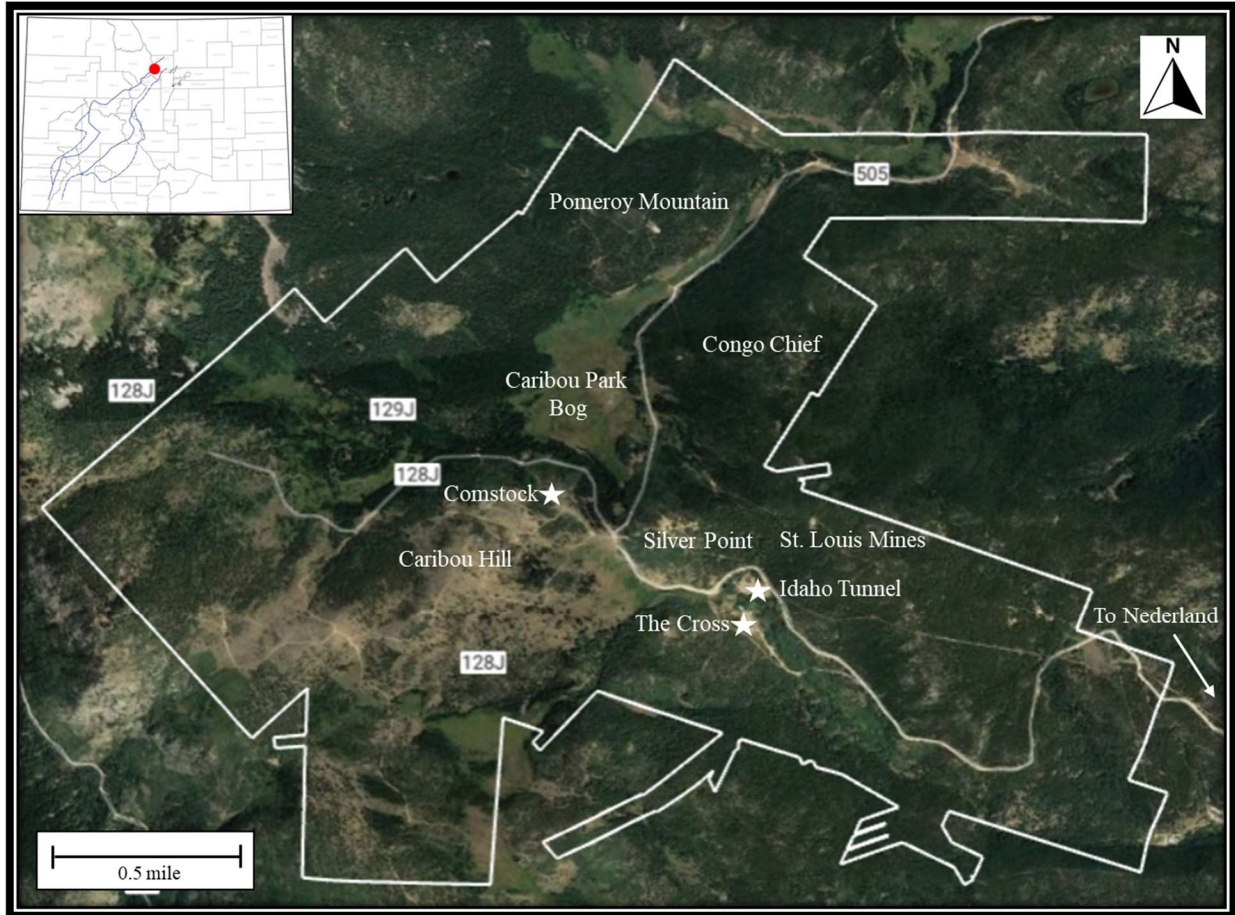 N
505
Pomeroy Mountain
Congo Chief
Caribou Park
Bog
128J
129J
128J
Comstock
Silver Point
St. Louis Mines
Caribou Hill
Idaho Tunnel
The Cross
To Nederland
128J
0.5 mile